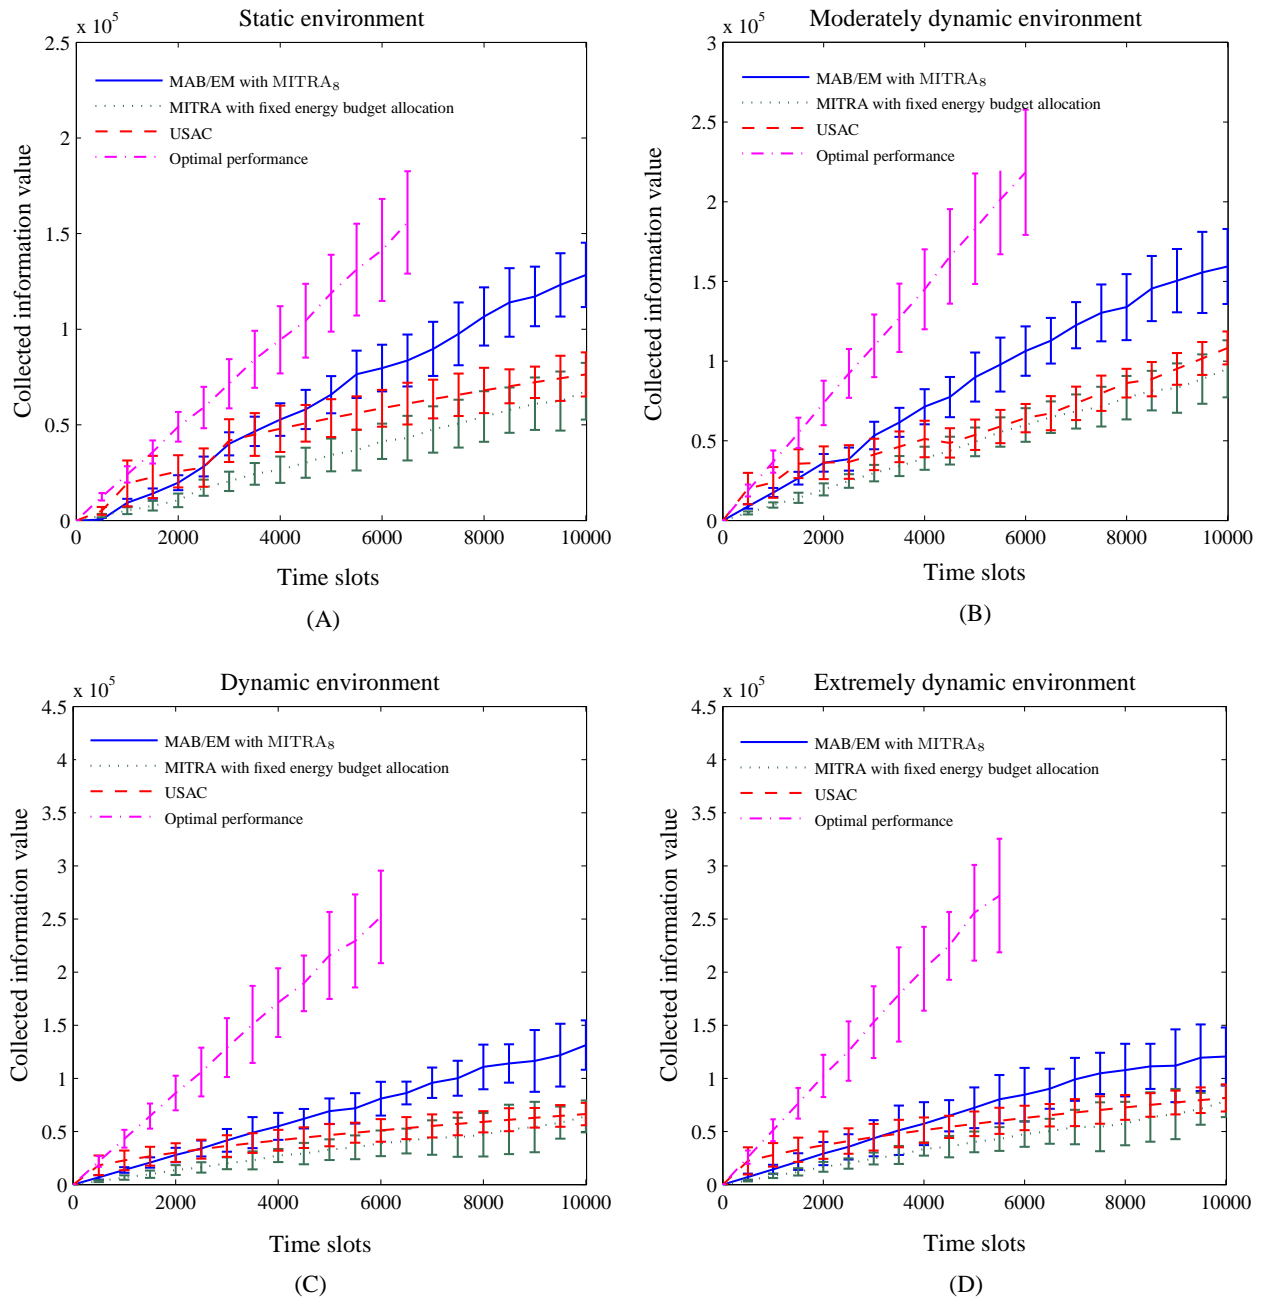 Static environment
x 10^5
2.5
2
1.5
1
0.5
0
Collected information value
MAB/EM with MITRA₈
MITRA with fixed energy budget allocation
USAC
Optimal performance
0 2000 4000 6000 8000 10000
Time slots
(A)
Moderately dynamic environment
x 10^5
3
2.5
2
1.5
1
0.5
0
Collected information value
MAB/EM with MITRA₈
MITRA with fixed energy budget allocation
USAC
Optimal performance
0 2000 4000 6000 8000 10000
Time slots
(B)
Dynamic environment
x 10^5
4.5
4
3.5
3
2.5
2
1.5
1
0.5
0
Collected information value
MAB/EM with MITRA₈
MITRA with fixed energy budget allocation
USAC
Optimal performance
0 2000 4000 6000 8000 10000
Time slots
(C)
Extremely dynamic environment
x 10^5
4.5
4
3.5
3
2.5
2
1.5
1
0.5
0
Collected information value
MAB/EM with MITRA₈
MITRA with fixed energy budget allocation
USAC
Optimal performance
0 2000 4000 6000 8000 10000
Time slots
(D)